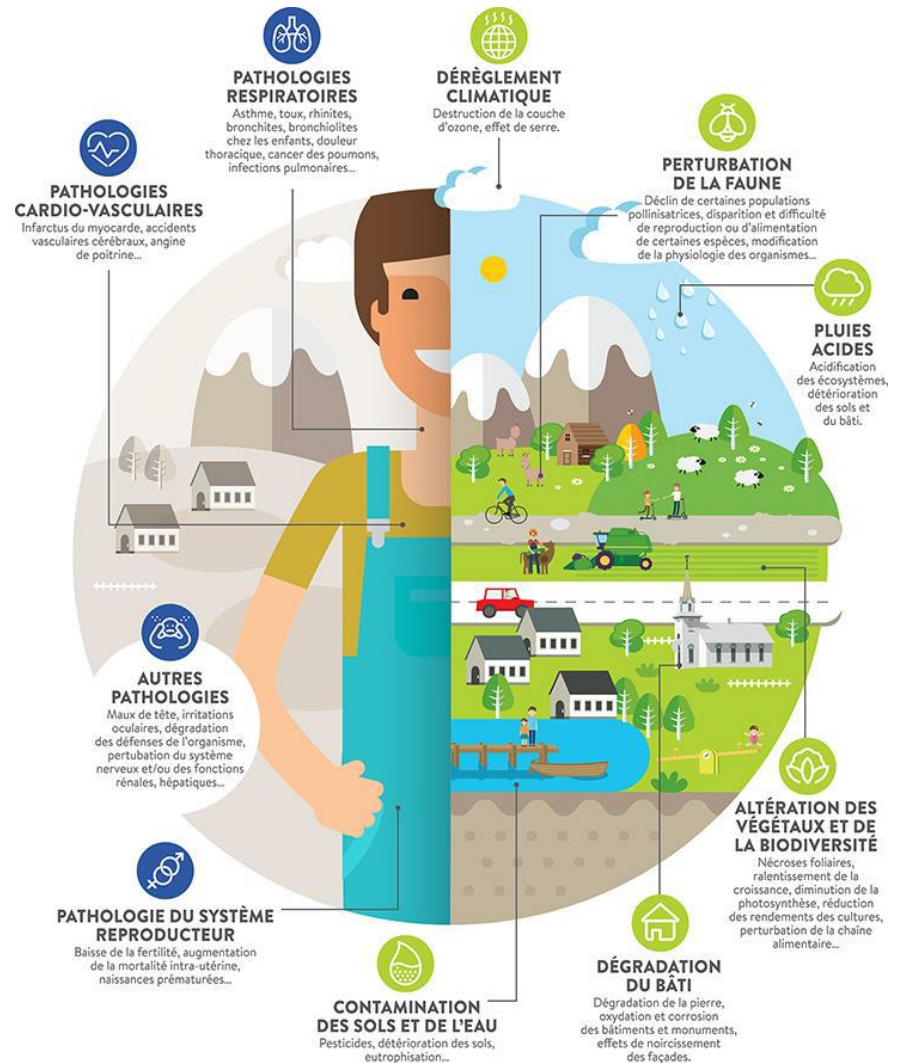 PATHOLOGIES
RESPIRATOIRES
Asthme, toux, rhinites,
bronchites, bronchiolites
chez les enfants, douleur
thoracique, cancer des poumons,
infections pulmonaires...
DÉRÈGLEMENT
CLIMATIQUE
Destruction de la couche
d'ozone, effet de serre.
PATHOLOGIES
CARDIO-VASCULAIRES
Infarctus du myocarde, accidents
vasculaires cérébraux, angine
de poitrine...
PERTURBATION
DE LA FAUNE
Déclin de certaines populations
pollinisatrices, disparition et difficulté
de reproduction ou d'alimentation
de certaines espèces, modification
de la physiologie des organismes...
PLUIES
ACIDES
Acidification
des écosystèmes,
détérioration
des sols et
du bâti.
AUTRES
PATHOLOGIES
Maux de tête, irritations
oculaires, dégradation
des défenses de l'organisme,
pertubation du système
nerveux et/ou des fonctions
rénales, hépatiques...
ALTÉRATION DES
VÉGÉTAUX ET DE
LA BIODIVERSITÉ
Nécroses foliaires,
ralentissement de la
croissance, diminution de la
photosynthèse, réduction
des rendements des cultures,
perturbation de la chaîne
alimentaire...
PATHOLOGIE DU SYSTÈME
REPRODUCTEUR
Baisse de la fertilité, augmentation
de la mortalité intra-utérine,
naissances prématurées...
CONTAMINATION
DES SOLS ET DE L'EAU
Pesticides, détérioration des sols,
eutrophisation...
DÉGRADATION
DU BÂTI
Dégradation de la pierre,
oxydation et corrosion
des bâtiments et monuments,
effets de noircissement
des façades.